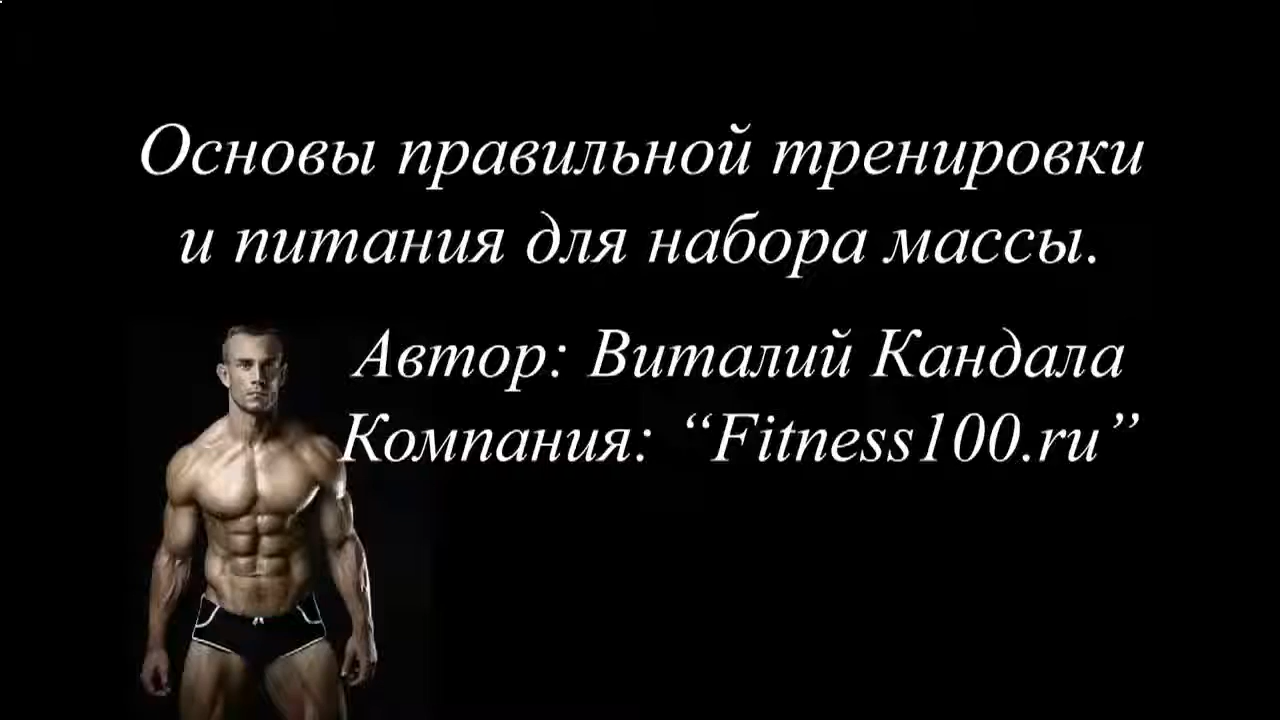 Основы правильной тренировки
и питания для набора массы.
Автор: Виталий Кандала
Компания: “Fitness100.ru”